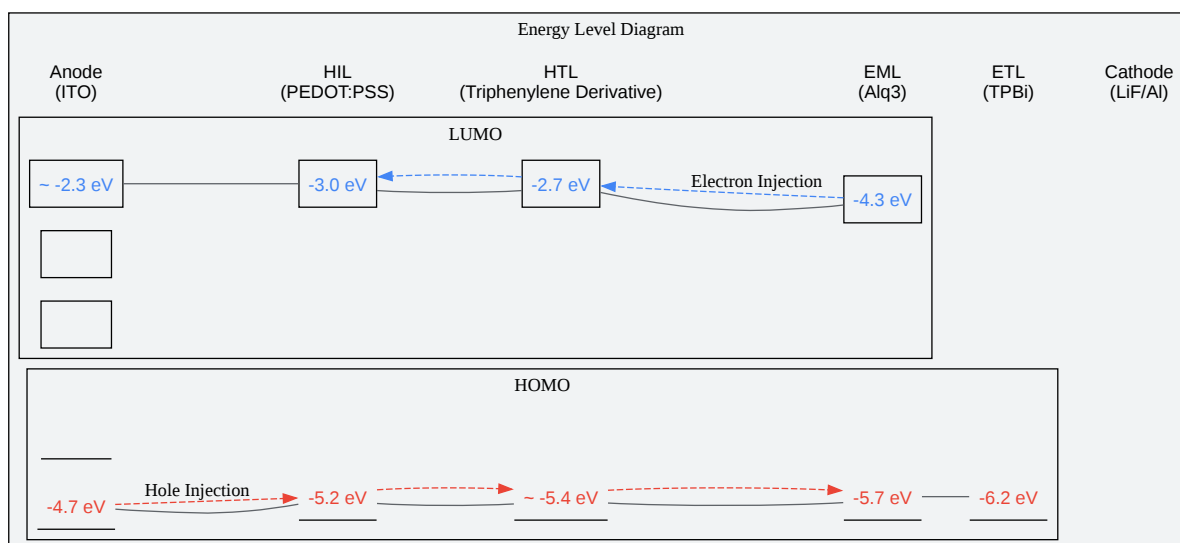 Energy Level Diagram
Anode
(ITO)
HIL
(PEDOT:PSS)
HTL
(Triphenylene Derivative)
EML
(Alq3)
ETL
(TPBi)
Cathode
(LiF/Al)
LUMO
~ -2.3 eV
-3.0 eV
-2.7 eV
Electron Injection
-4.3 eV
HOMO
-4.7 eV
Hole Injection
-5.2 eV
~ -5.4 eV
-5.7 eV
-6.2 eV